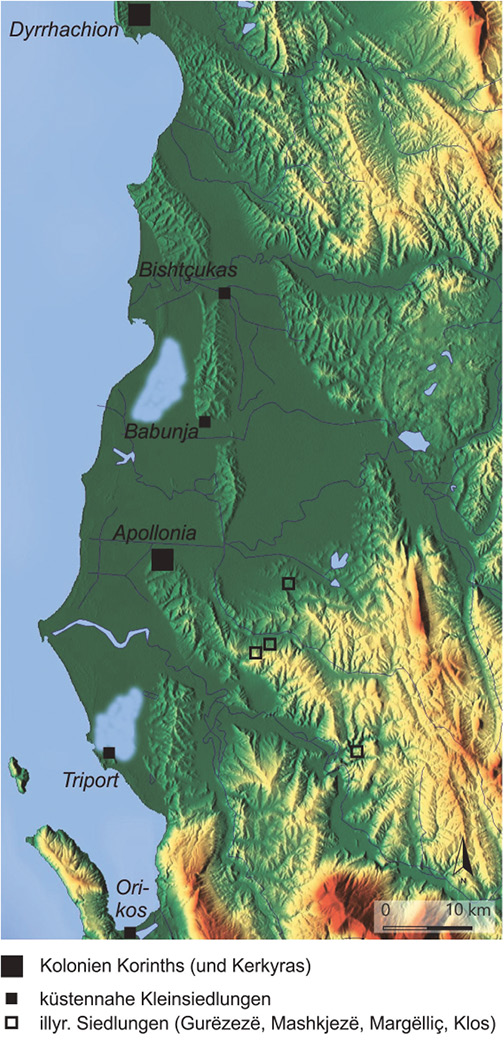 Dyrrhachion
Bishtçukas
Babunja
Apollonia
Triport
Ori-
kos
N
0 10 km
Kolonien Korinths (und Kerkyras)
küstennahe Kleinsiedlungen
illyr. Siedlungen (Gurëzezë, Mashkjezë, Margëlliç, Klos)